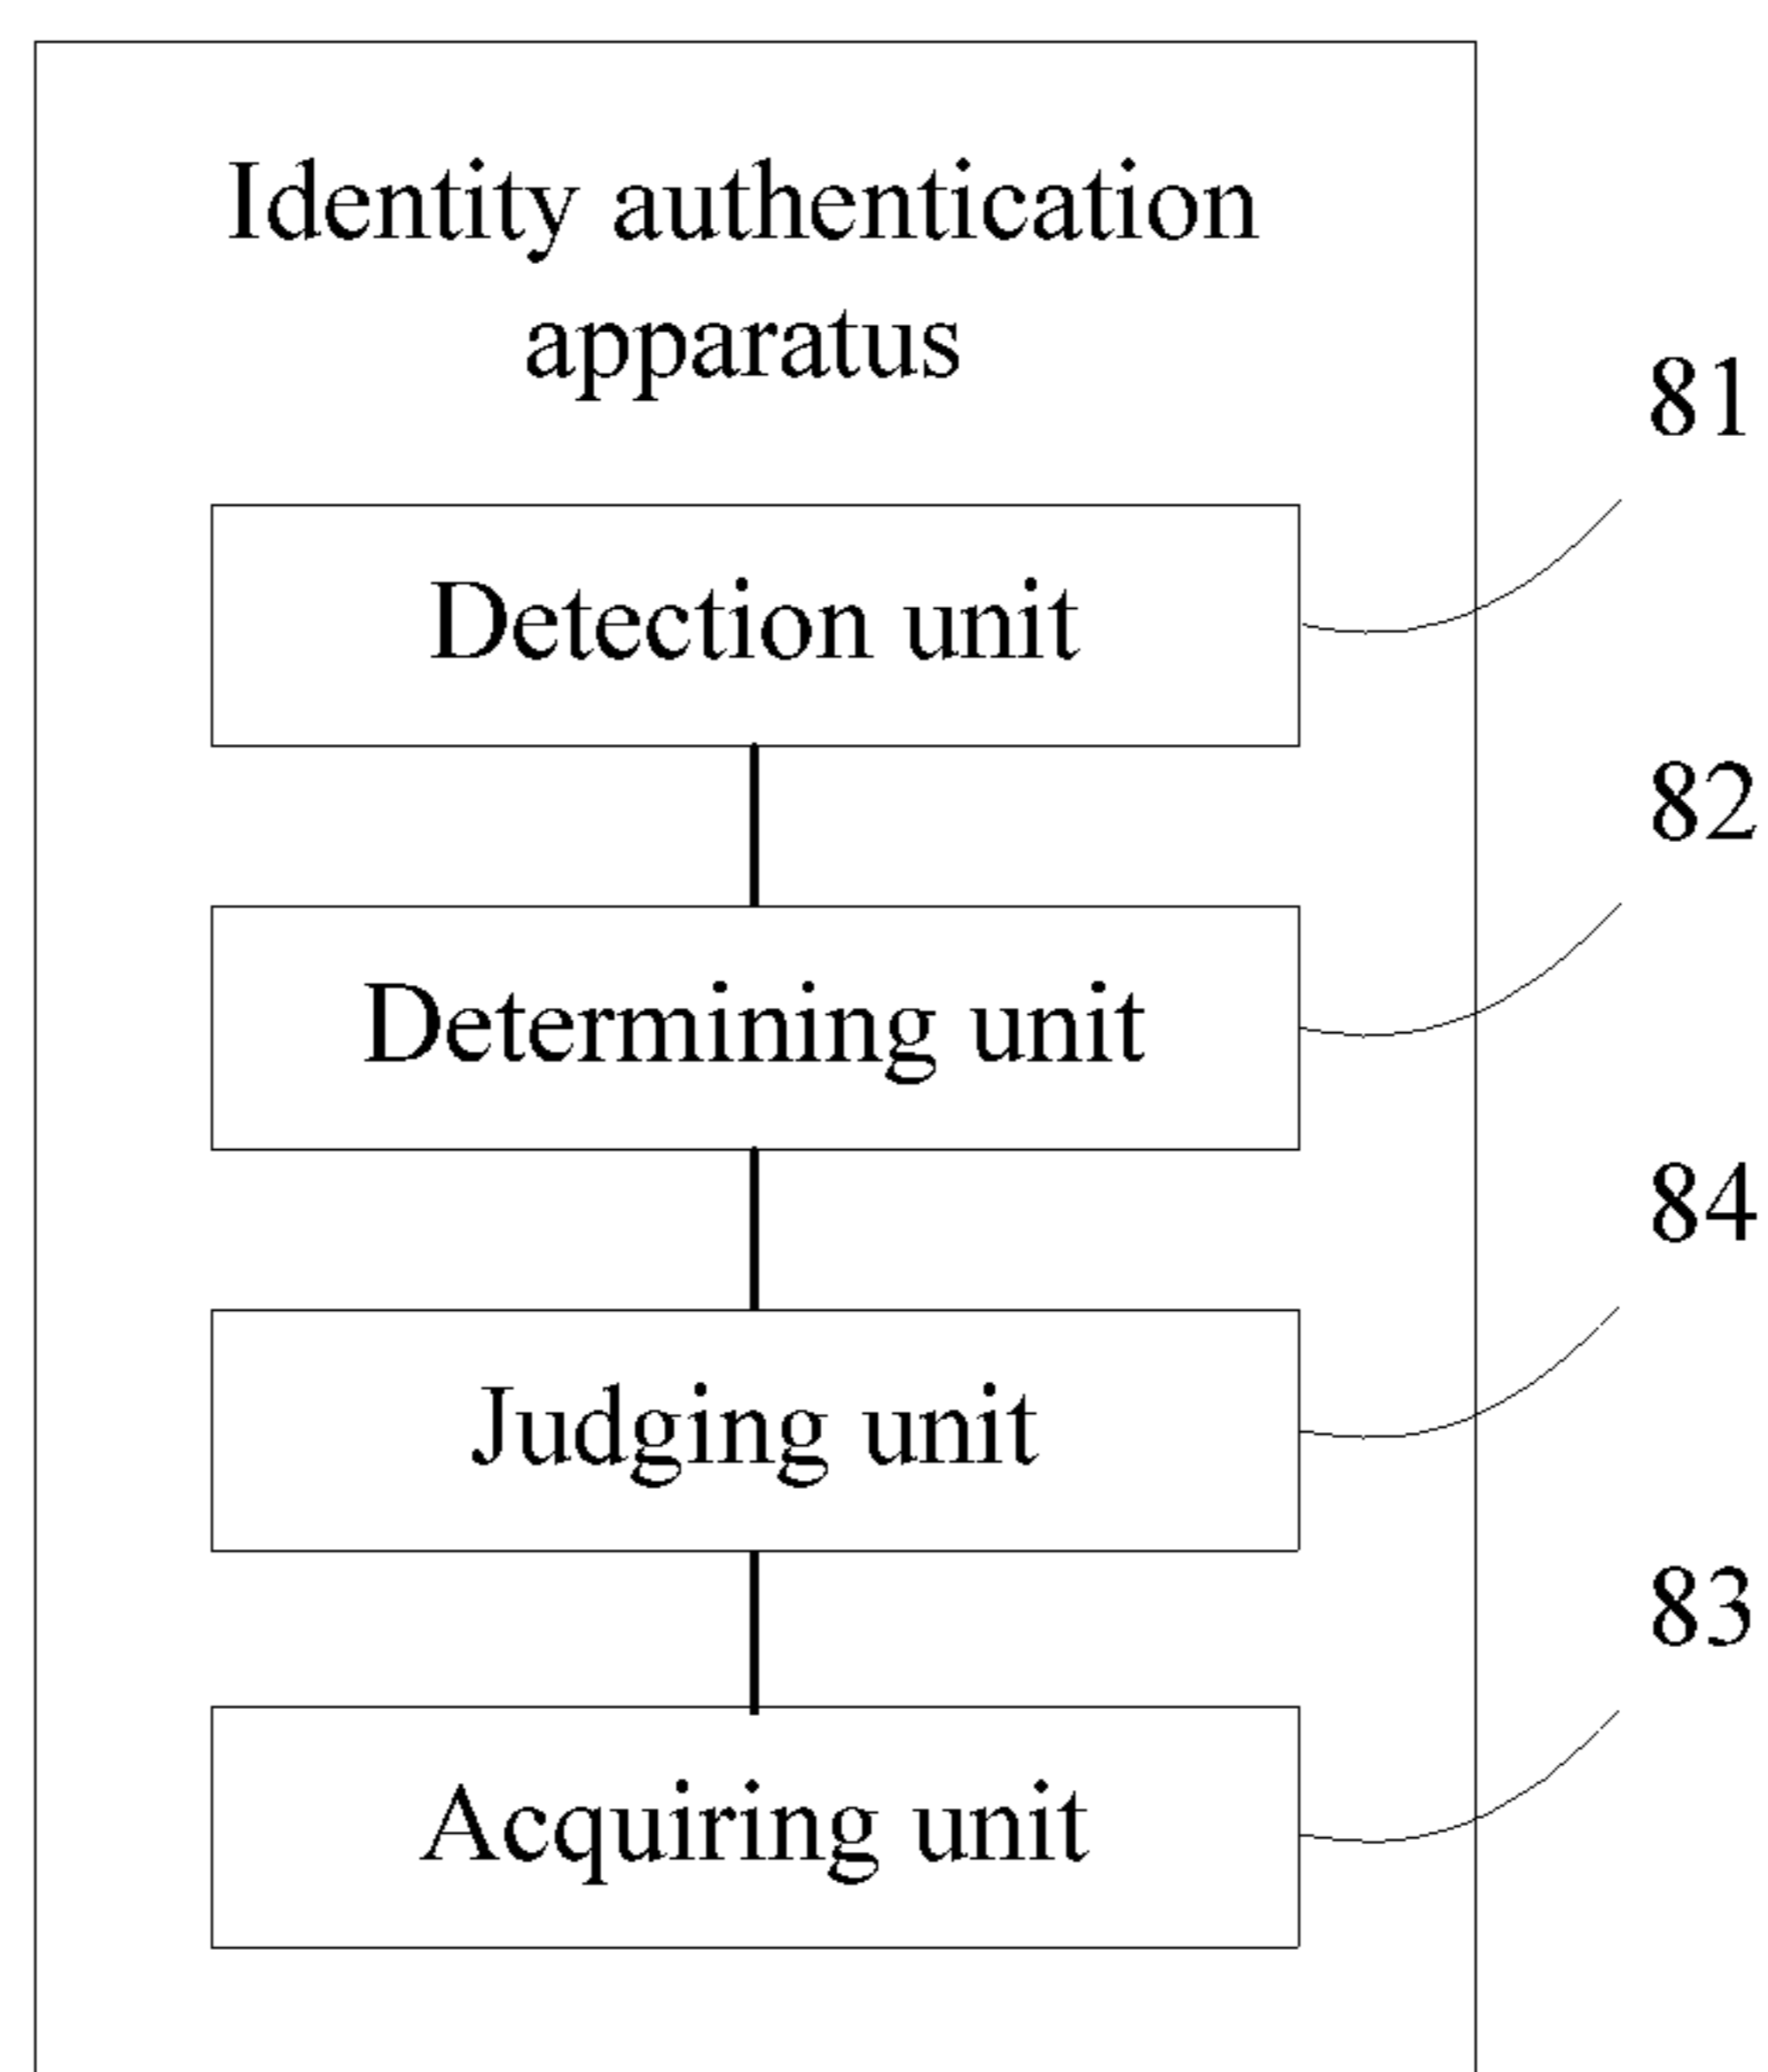 Identity authentication
apparatus
81
Detection unit
82
Determining unit
84
Judging unit
83
Acquiring unit